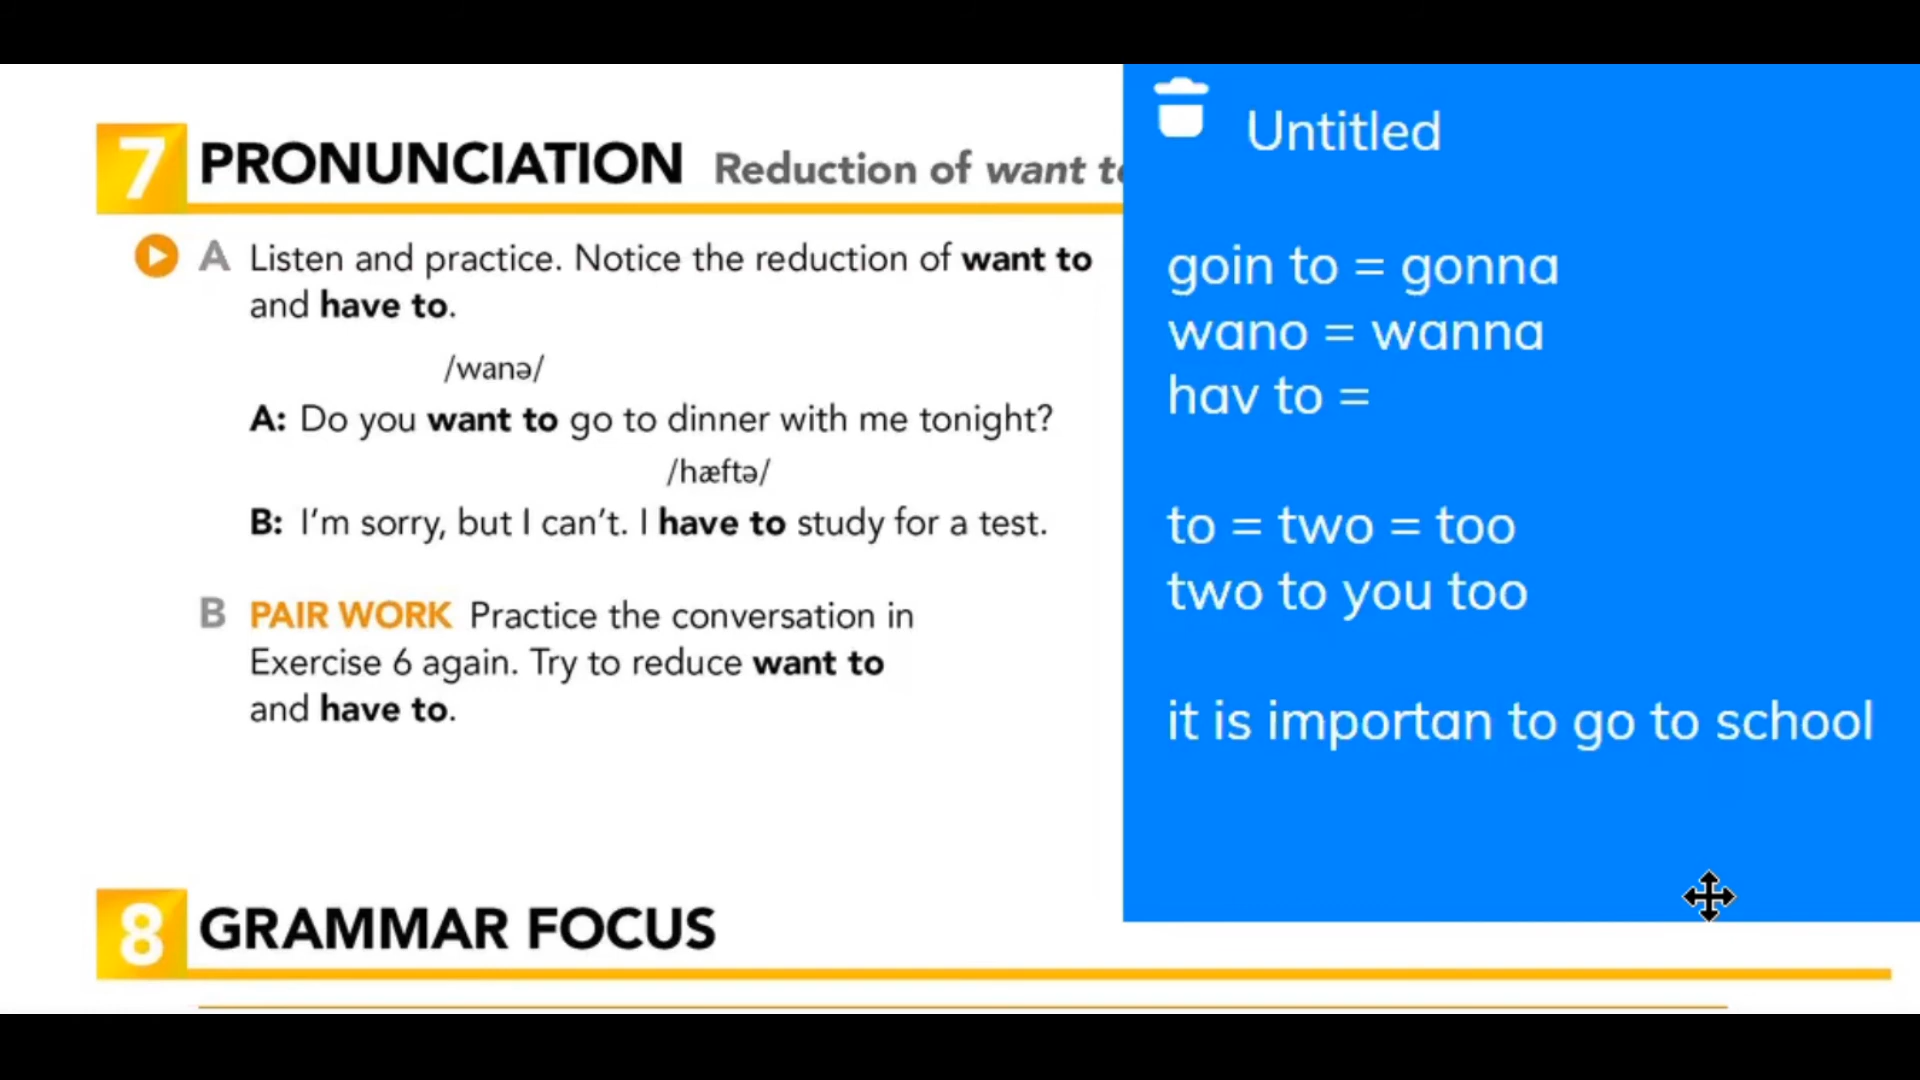 7 PRONUNCIATION Reduction of want to
A Listen and practice. Notice the reduction of want to
and have to.
/wanə/
A: Do you want to go to dinner with me tonight?
/hæftə/
B: I'm sorry, but I can't. I have to study for a test.
B PAIR WORK Practice the conversation in
Exercise 6 again. Try to reduce want to
and have to.
8 GRAMMAR FOCUS
Untitled
goin to = gonna
wano = wanna
hav to =
to = two = too
two to you too
it is importan to go to school